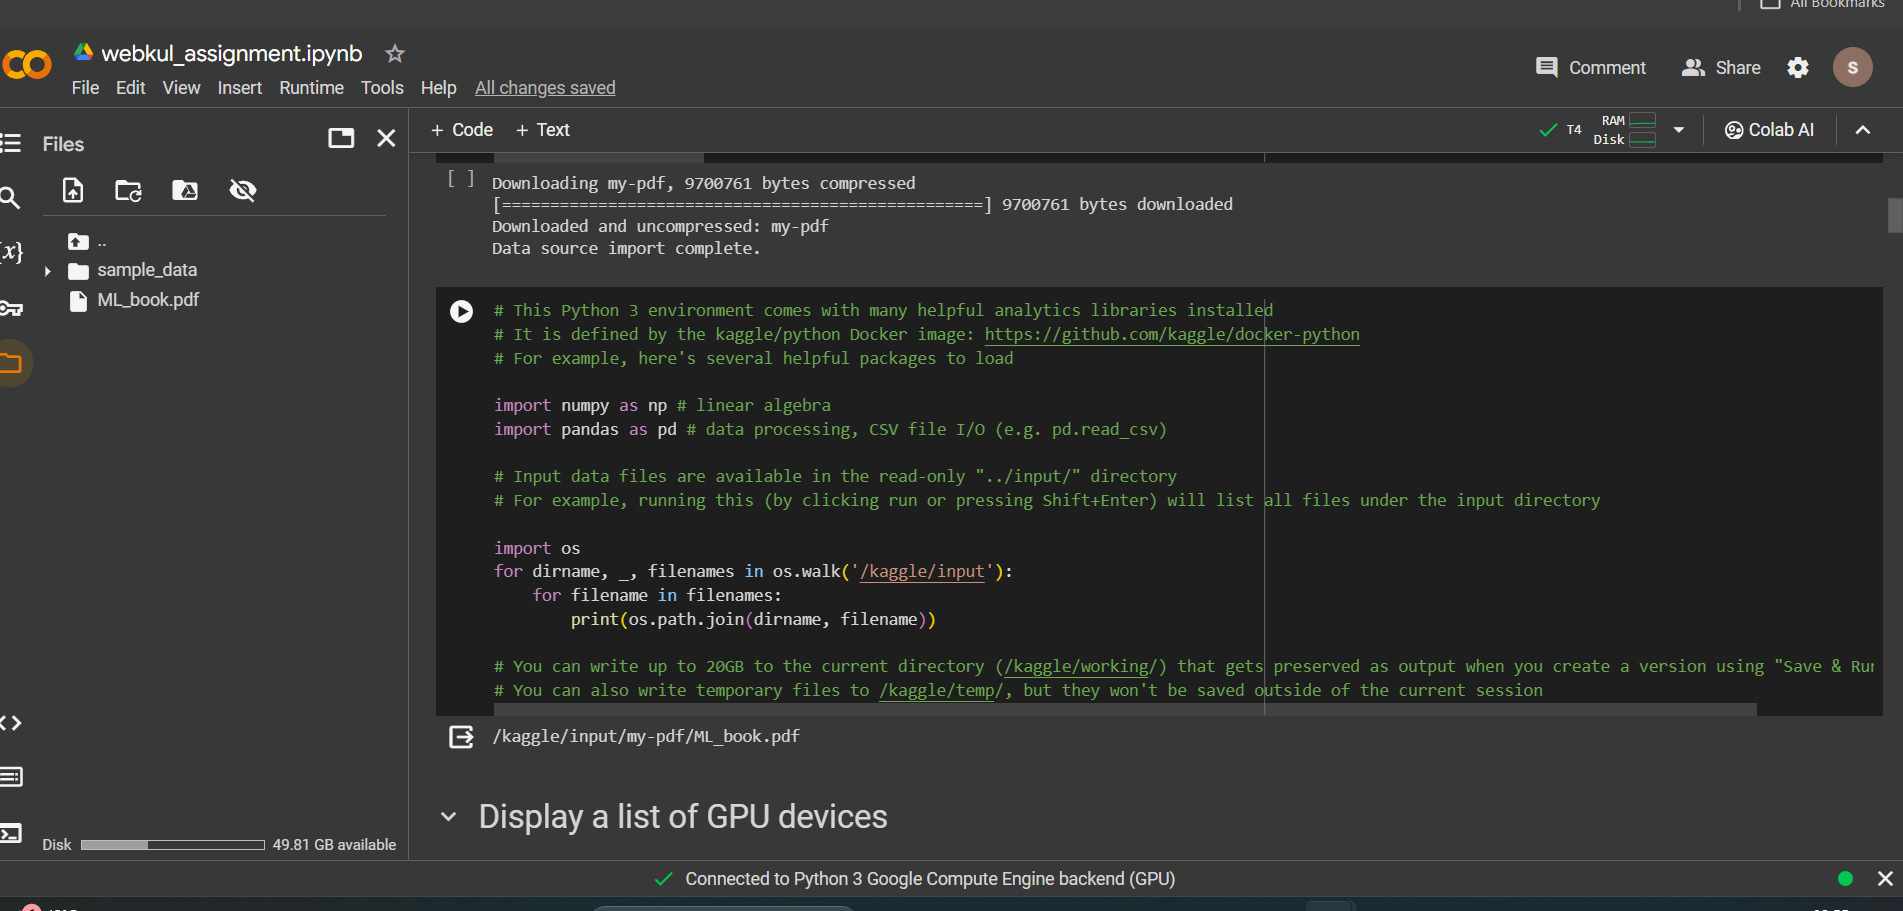 All Bookmarks
webkul_assignment.ipynb
File Edit View Insert Runtime Tools Help All changes saved
Comment
Share
S
Files
+ Code + Text
T4
RAM
Disk
Colab AI
..
sample_data
ML_book.pdf
{x}
[ ]
Downloading my-pdf, 9700761 bytes compressed
[==================================================] 9700761 bytes downloaded
Downloaded and uncompressed: my-pdf
Data source import complete.
# This Python 3 environment comes with many helpful analytics libraries installed
# It is defined by the kaggle/python Docker image: https://github.com/kaggle/docker-python
# For example, here's several helpful packages to load
import numpy as np # linear algebra
import pandas as pd # data processing, CSV file I/O (e.g. pd.read_csv)
# Input data files are available in the read-only "../input/" directory
# For example, running this (by clicking run or pressing Shift+Enter) will list all files under the input directory
import os
for dirname, _, filenames in os.walk('/kaggle/input'):
for filename in filenames:
print(os.path.join(dirname, filename))
# You can write up to 20GB to the current directory (/kaggle/working/) that gets preserved as output when you create a version using "Save & Run
# You can also write temporary files to /kaggle/temp/, but they won't be saved outside of the current session
/kaggle/input/my-pdf/ML_book.pdf
Display a list of GPU devices
Disk 49.81 GB available
Connected to Python 3 Google Compute Engine backend (GPU)